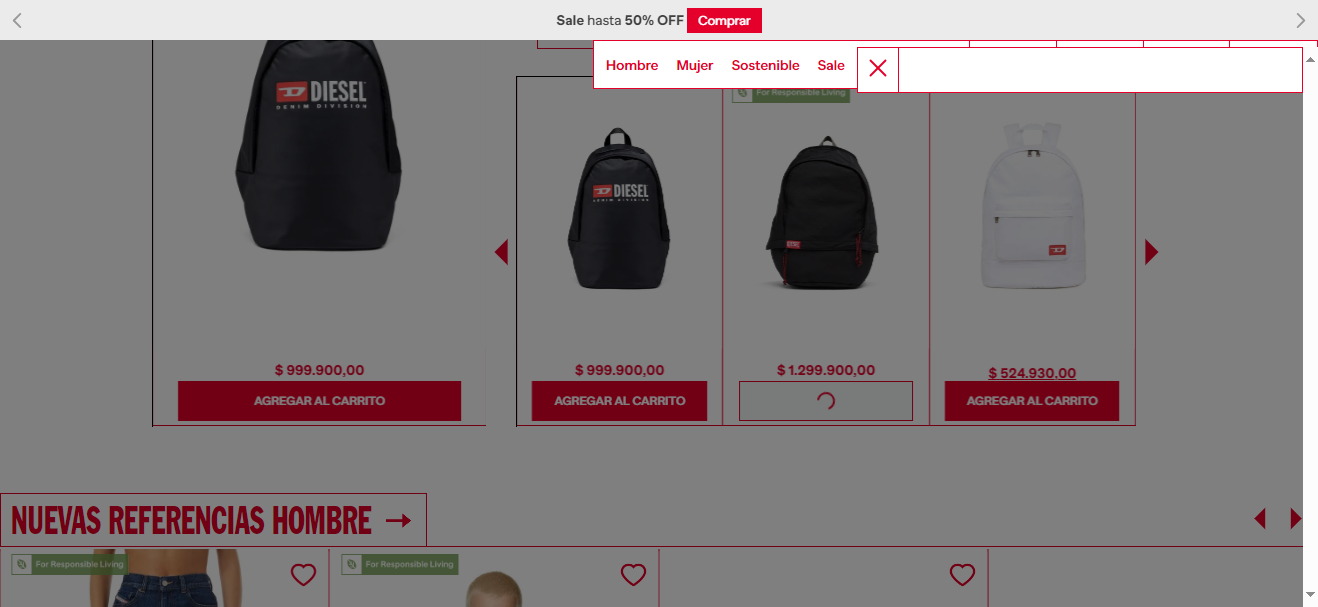 Sale hasta 50% OFF Comprar
Hombre Mujer Sostenible Sale
DIESEL
DENIM DIVISION
For Responsible Living
DIESEL
DENIM DIVISION
DIESEL
$ 999.900,00
AGREGAR AL CARRITO
$ 999.900,00
AGREGAR AL CARRITO
$ 1.299.900,00
$ 524.930,00
AGREGAR AL CARRITO
NUEVAS REFERENCIAS HOMBRE
For Responsible Living
For Responsible Living